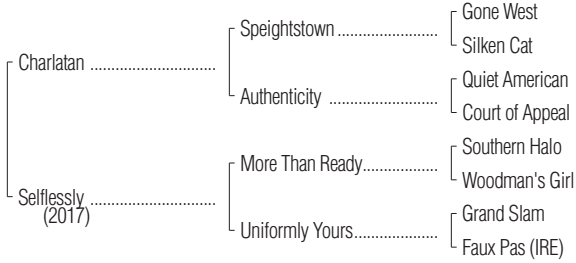 Gone West
Speightstown ....................
Silken Cat
Charlatan ............................
Quiet American
Authenticity ......................
Court of Appeal
Southern Halo
More Than Ready...............
Woodman's Girl
Selflessly ............................
(2017)
Grand Slam
Uniformly Yours.................
Faux Pas (IRE)